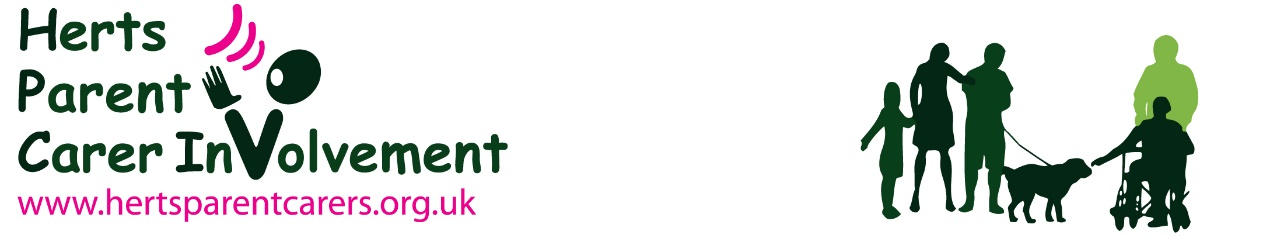 Herts
Parent
Carer InVolvement
www.hertsparentcarers.org.uk